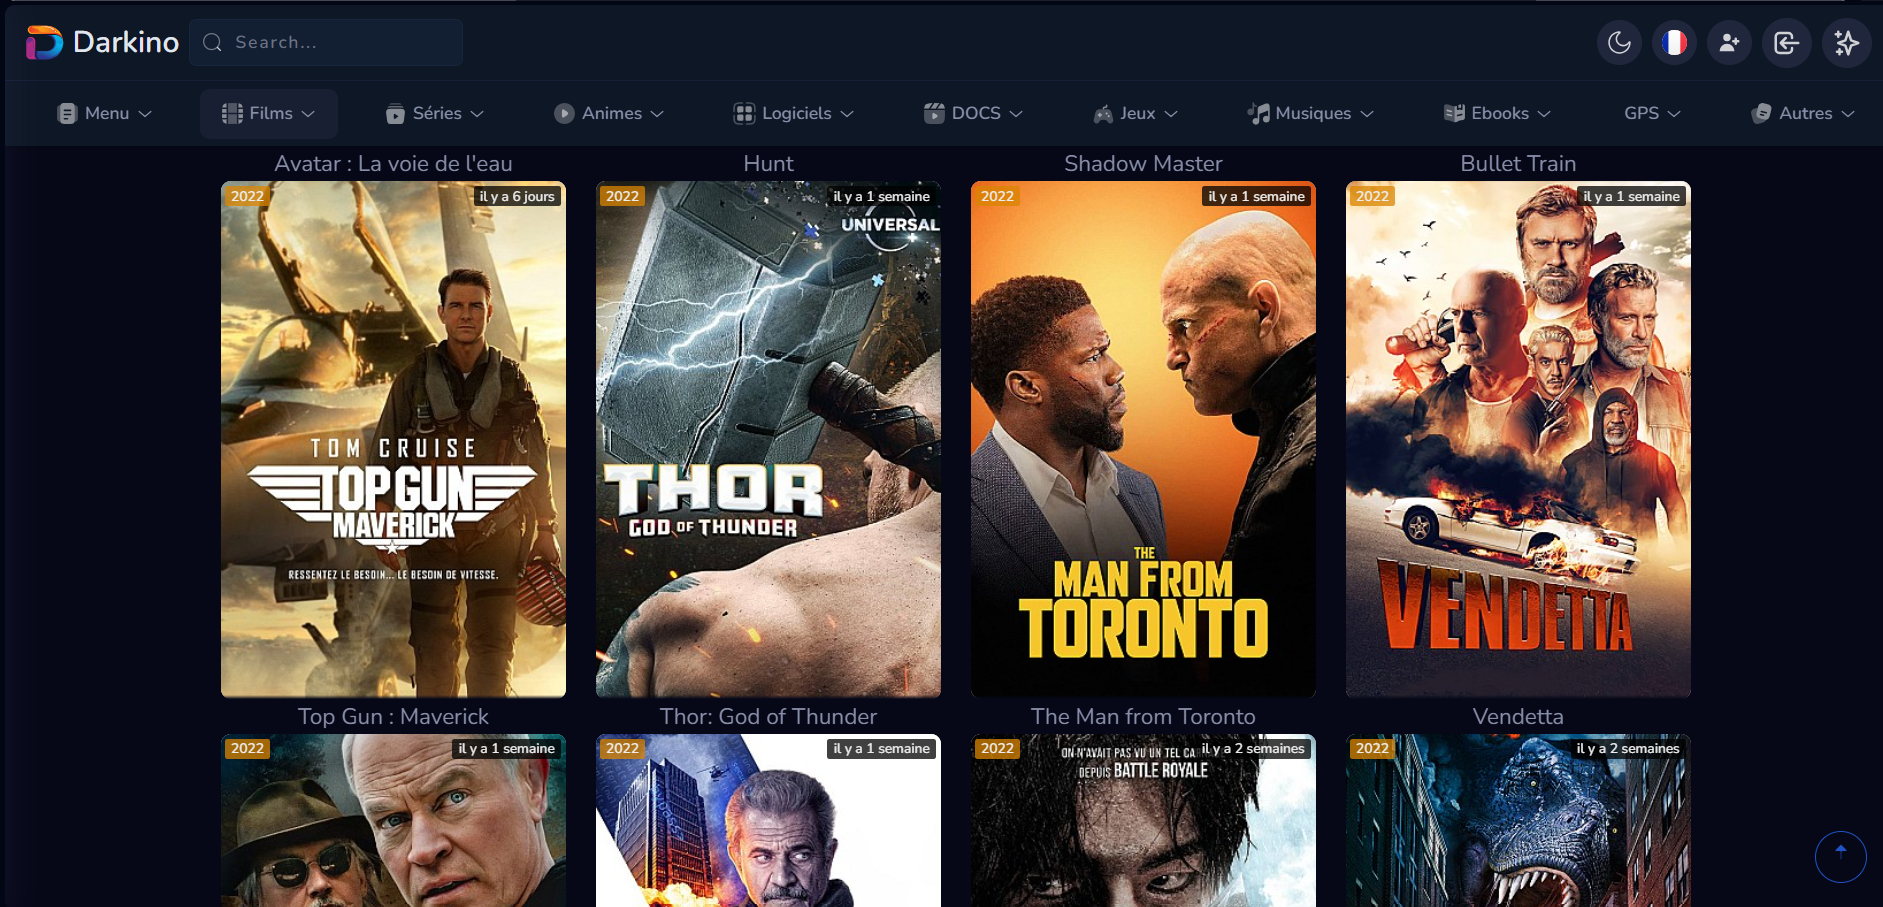 Darkino
Search...
Menu
Films
Séries
Animes
Logiciels
DOCS
Jeux
Musiques
Ebooks
GPS
Autres
Avatar : La voie de l'eau
Hunt
Shadow Master
Bullet Train
2022
il y a 6 jours
TOM CRUISE
TOP GUN
MAVERICK
RESSENTEZ LE BESOIN... LE BESOIN DE VITESSE.
2022
il y a 1 semaine
UNIVERSAL
THOR
GOD OF THUNDER
2022
il y a 1 semaine
THE
MAN FROM
TORONTO
2022
il y a 1 semaine
VENDETTA
Top Gun : Maverick
Thor: God of Thunder
The Man from Toronto
Vendetta
2022
il y a 1 semaine
2022
il y a 1 semaine
2022
il y a 2 semaines
ON N'AVAIT PAS VU UN TEL CA
DEPUIS BATTLE ROYALE
2022
il y a 2 semaines